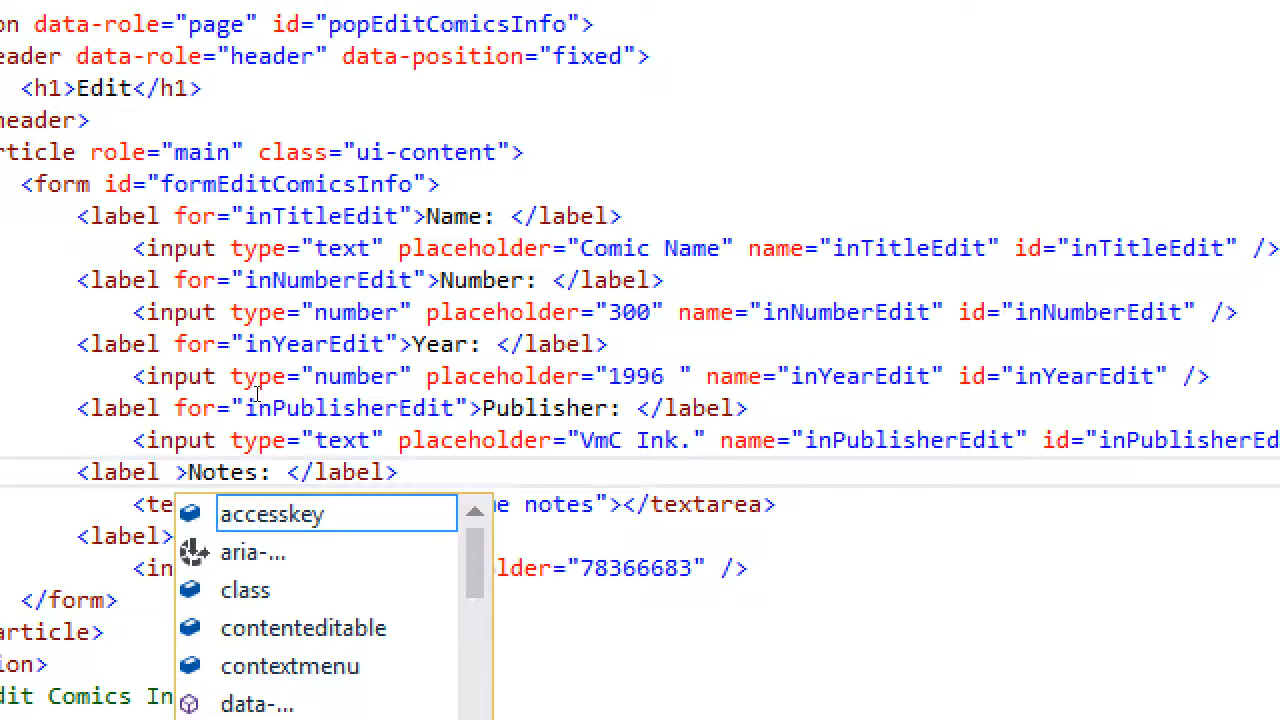 on data-role="page" id="popEditComicsInfo">
eader data-role="header" data-position="fixed">
<h1>Edit</h1>
header>
rticle role="main" class="ui-content">
<form id="formEditComicsInfo">
<label for="inTitleEdit">Name: </label>
<input type="text" placeholder="Comic Name" name="inTitleEdit" id="inTitleEdit" />
<label for="inNumberEdit">Number: </label>
<input type="number" placeholder="300" name="inNumberEdit" id="inNumberEdit" />
<label for="inYearEdit">Year: </label>
<input type="number" placeholder="1996 " name="inYearEdit" id="inYearEdit" />
<label for="inPublisherEdit">Publisher: </label>
<input type="text" placeholder="VmC Ink." name="inPublisherEdit" id="inPublisherEd
<label >Notes: </label>
<te e notes"></textarea>
accesskey
<label>
aria-...
<in lder="78366683" />
class
</form>
contenteditable
article>
contextmenu
ion>
dit Comics In
data-...